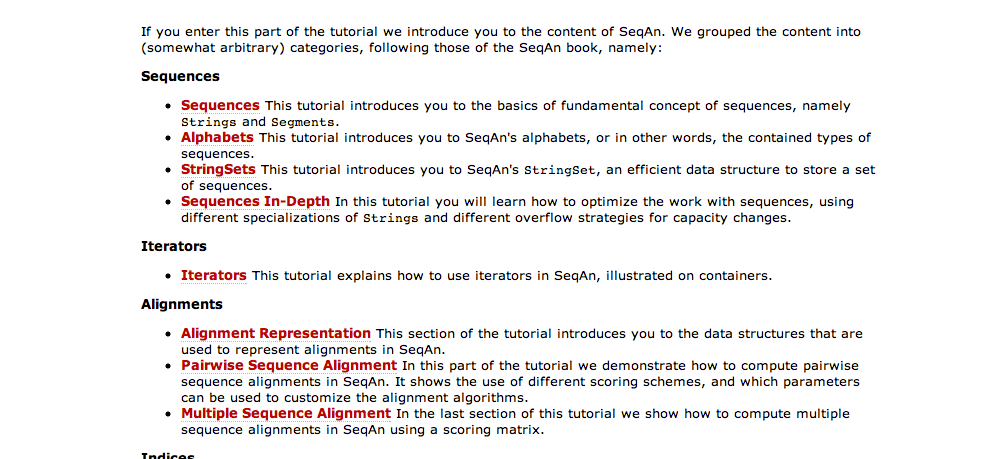 If you enter this part of the tutorial we introduce you to the content of SeqAn. We grouped the content into
(somewhat arbitrary) categories, following those of the SeqAn book, namely:
Sequences
• Sequences This tutorial introduces you to the basics of fundamental concept of sequences, namely
Strings and Segments.
• Alphabets This tutorial introduces you to SeqAn's alphabets, or in other words, the contained types of
sequences.
• StringSets This tutorial introduces you to SeqAn's StringSet, an efficient data structure to store a set
of sequences.
• Sequences In-Depth In this tutorial you will learn how to optimize the work with sequences, using
different specializations of Strings and different overflow strategies for capacity changes.
Iterators
• Iterators This tutorial explains how to use iterators in SeqAn, illustrated on containers.
Alignments
• Alignment Representation This section of the tutorial introduces you to the data structures that are
used to represent alignments in SeqAn.
• Pairwise Sequence Alignment In this part of the tutorial we demonstrate how to compute pairwise
sequence alignments in SeqAn. It shows the use of different scoring schemes, and which parameters
can be used to customize the alignment algorithms.
• Multiple Sequence Alignment In the last section of this tutorial we show how to compute multiple
sequence alignments in SeqAn using a scoring matrix.
Indices